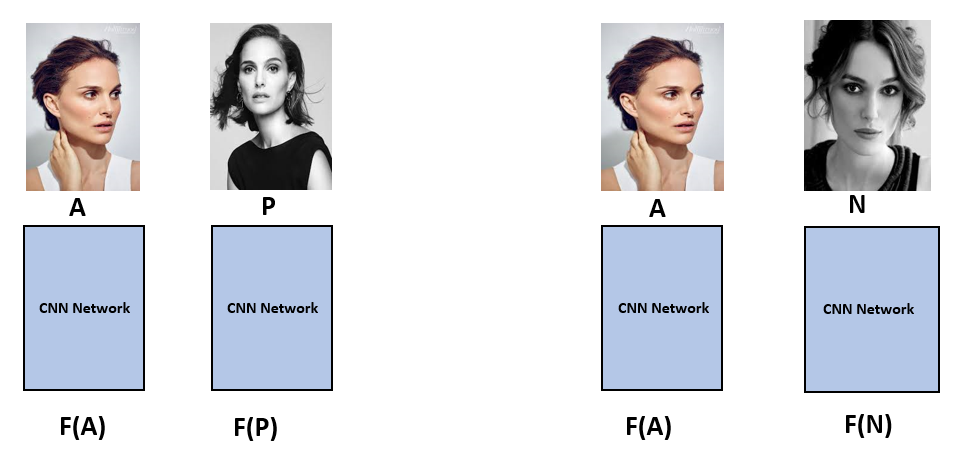 A
P
A
N
CNN Network
CNN Network
CNN Network
CNN Network
F(A)
F(P)
F(A)
F(N)